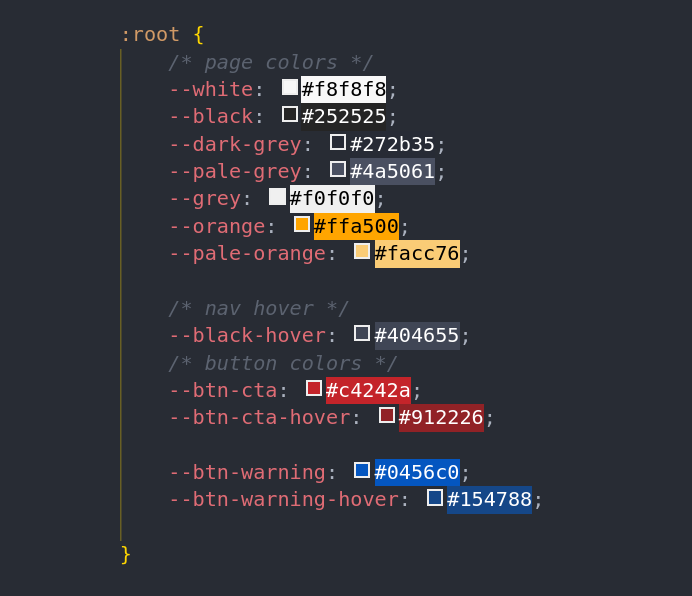 :root {
/* page colors */
--white: #f8f8f8;
--black: #252525;
--dark-grey: #272b35;
--pale-grey: #4a5061;
--grey: #f0f0f0;
--orange: #ffa500;
--pale-orange: #facc76;
/* nav hover */
--black-hover: #404655;
/* button colors */
--btn-cta: #c4242a;
--btn-cta-hover: #912226;
--btn-warning: #0456c0;
--btn-warning-hover: #154788;
}